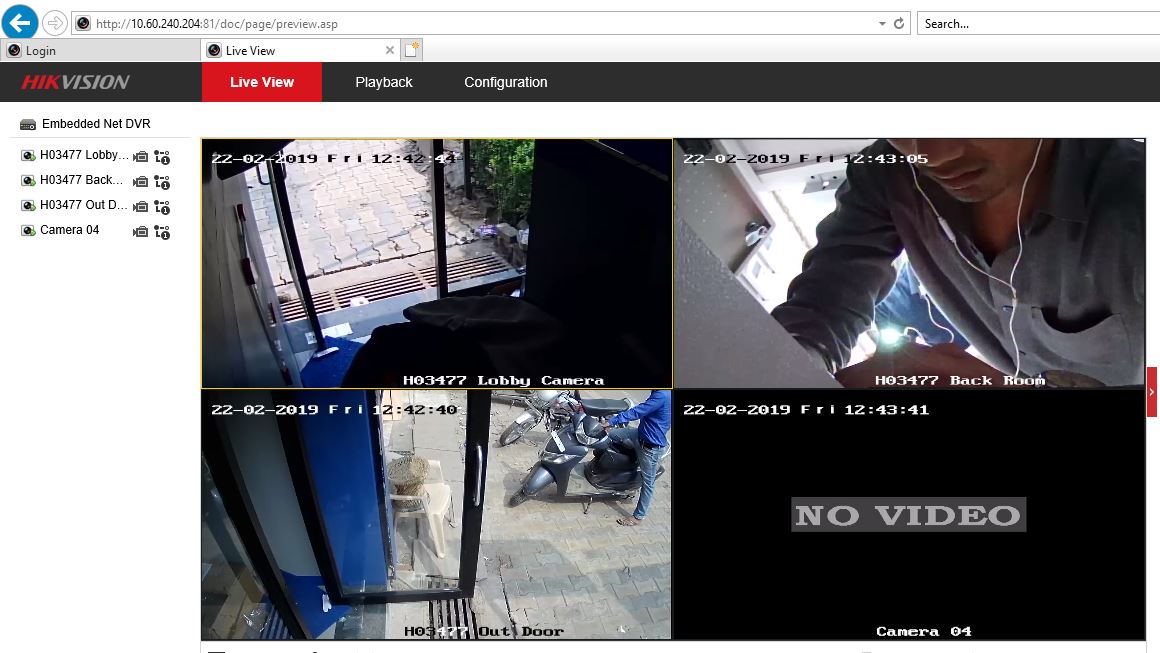 http://10.60.240.204:81/doc/page/preview.asp
Search...
Login
Live View
HIKVISION
Live View
Playback
Configuration
Embedded Net DVR
H03477 Lobby...
H03477 Back...
H03477 Out D...
Camera 04
22-02-2019 Fri 12:42:44
H03477 Lobby Camera
22-02-2019 Fri 12:43:05
H03477 Back Room
22-02-2019 Fri 12:42:40
H03477 Out Door
22-02-2019 Fri 12:43:41
NO VIDEO
Camera 04